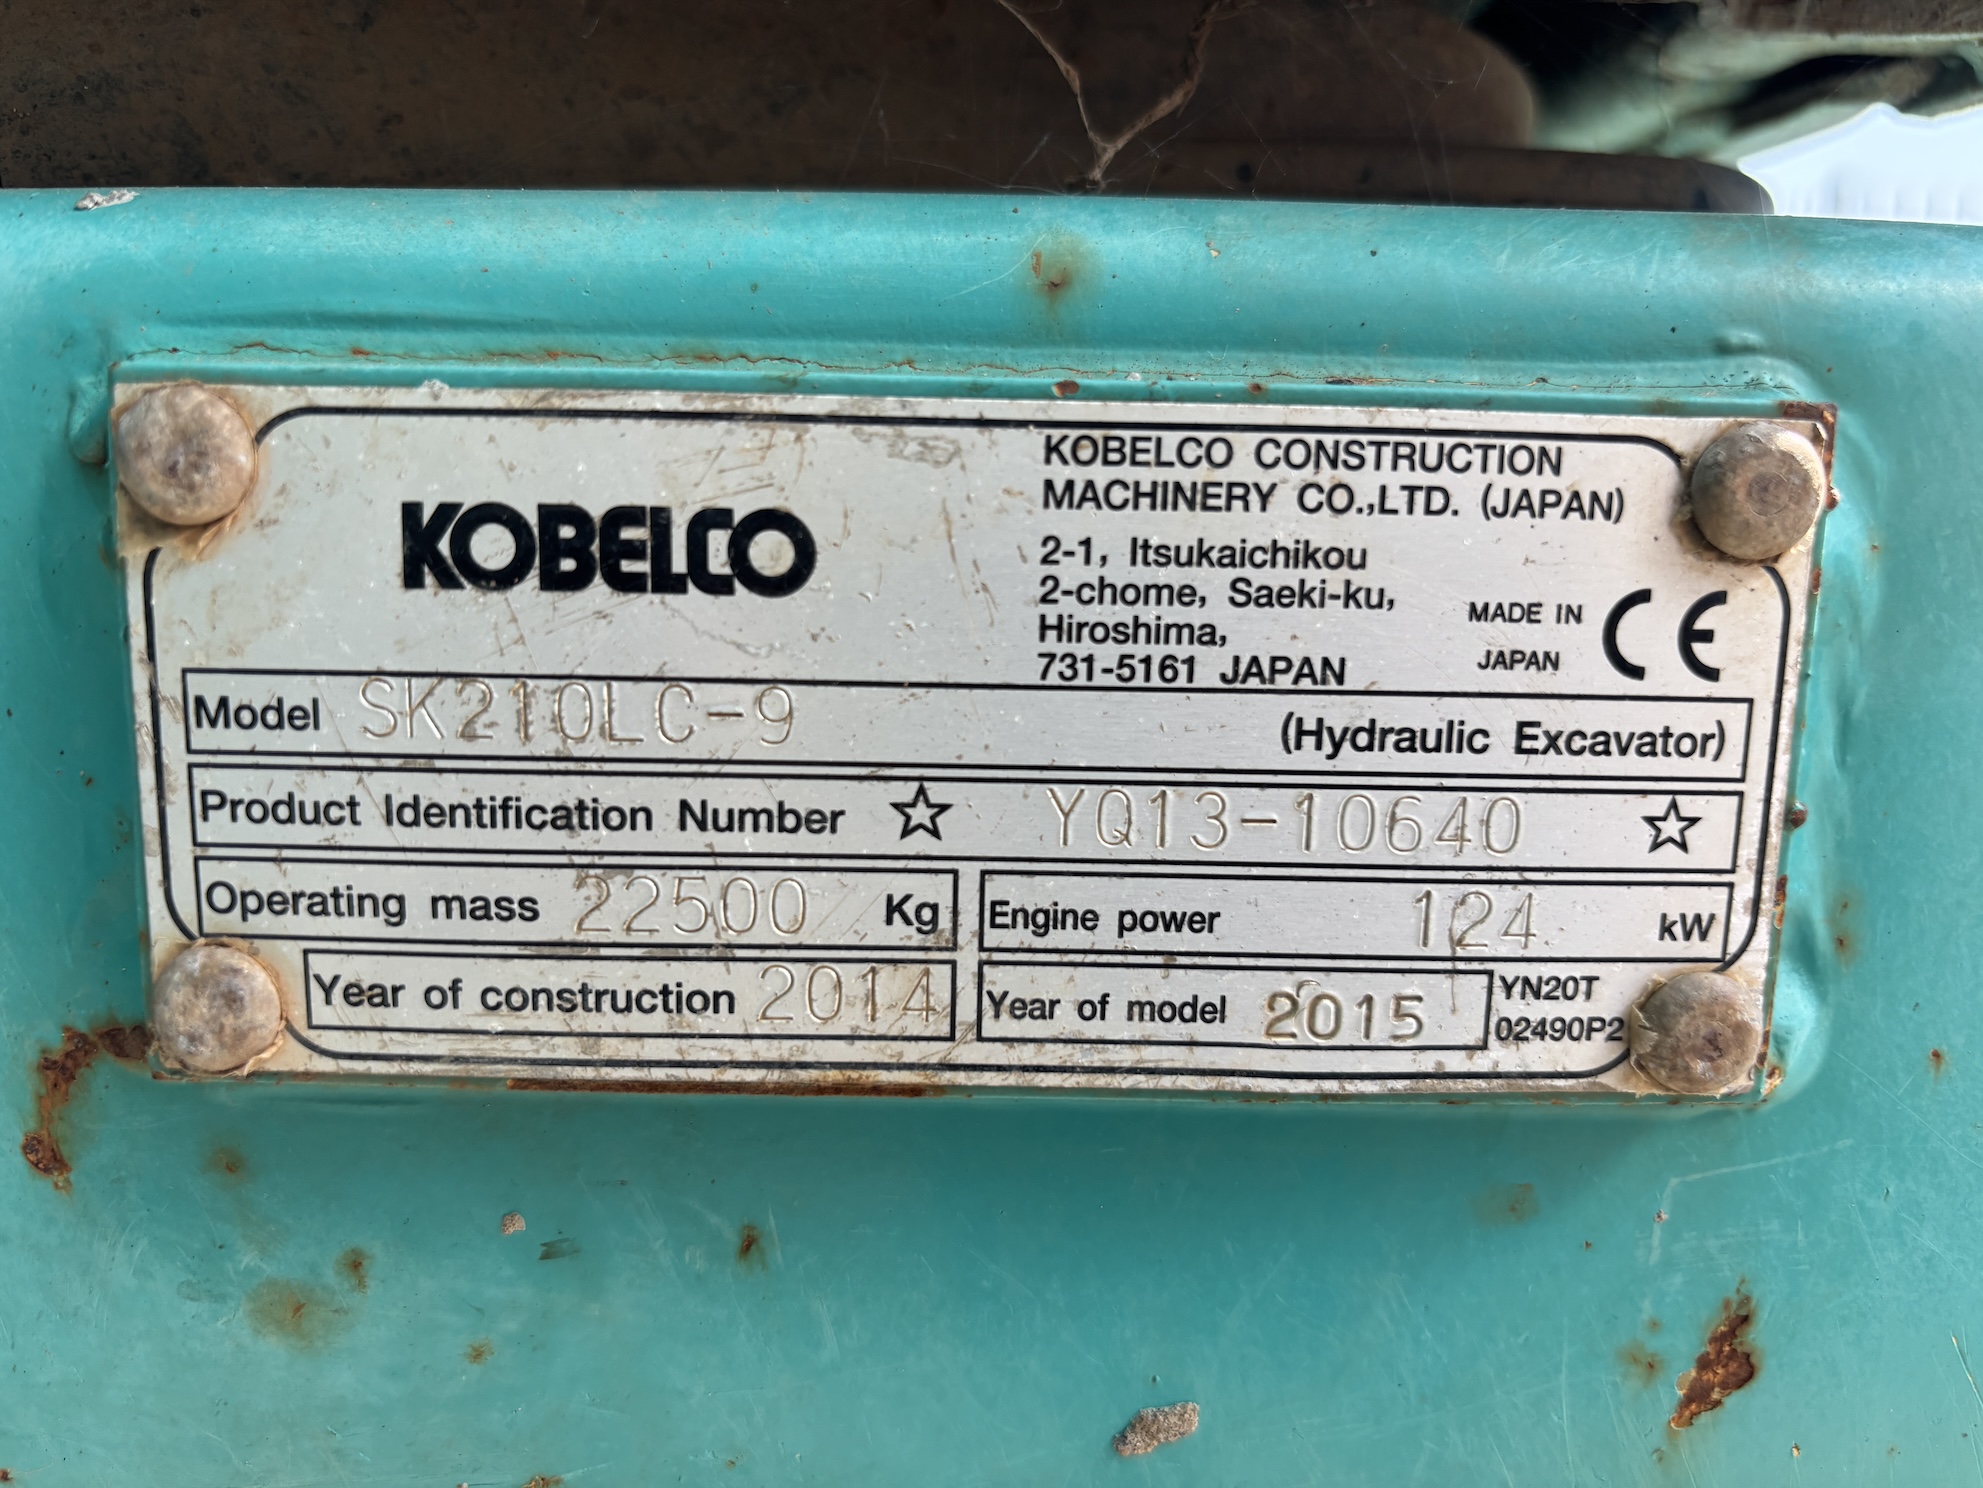 KOBELCO
KOBELCO CONSTRUCTION
MACHINERY CO.,LTD. (JAPAN)
2-1, Itsukaichikou
2-chome, Saeki-ku,
Hiroshima,
731-5161 JAPAN
MADE IN
JAPAN
CE
Model SK210LC-9 (Hydraulic Excavator)
Product Identification Number ☆ YQ13-10640 ☆
Operating mass 22500 Kg
Engine power 124 kW
Year of construction 2014
Year of model 2015
YN20T
02490P2